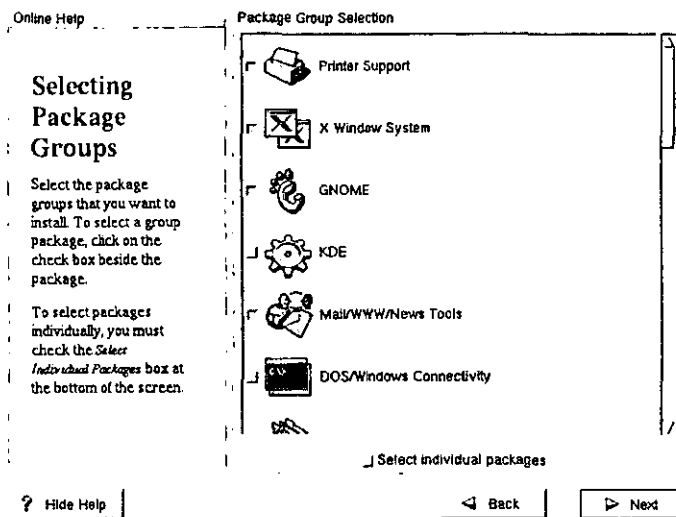 Online Help
Package Group Selection
Selecting
Package
Groups
Select the package
groups that you want to
install. To select a group
package, click on the
check box beside the
package.
To select packages
individually, you must
check the Select
Individual Packages box at
the bottom of the screen.
Printer Support
X Window System
GNOME
KDE
Mail/WWW/News Tools
DOS/Windows Connectivity
Select individual packages
? Hide Help
Back
Next